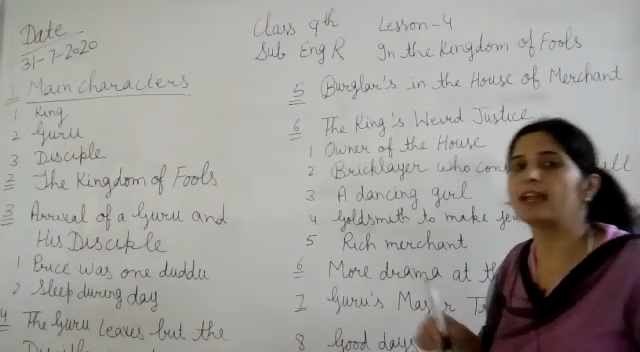 Date
31-7-2020
Class 9th Lesson-4
Sub Eng R In the Kingdom of Fools
1 Main characters
1 King
2 Guru
3 Disciple
2 The Kingdom of Fools
3 Arrival of a Guru and
His Disciple
1 Price was one duddu
2 Sleep during day
4 The Guru Leaves but the
5 Burglar's in the House of Merchant
6 The King's Weird Justice
1 Owner of the House
2 Bricklayer who
3 A dancing girl
4 Goldsmith to make
5 Rich merchant
6 More drama at
7 Guru's
8 Good days